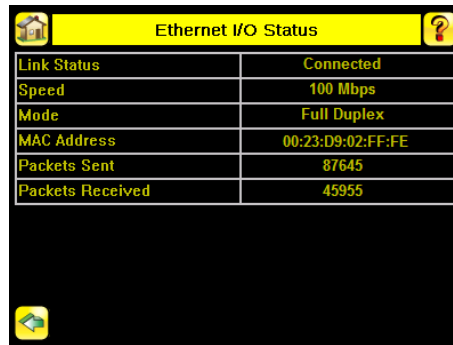 Ethernet I/O Status
?
Link Status Connected
Speed 100 Mbps
Mode Full Duplex
MAC Address 00:23:D9:02:FF:FE
Packets Sent 87645
Packets Received 45955